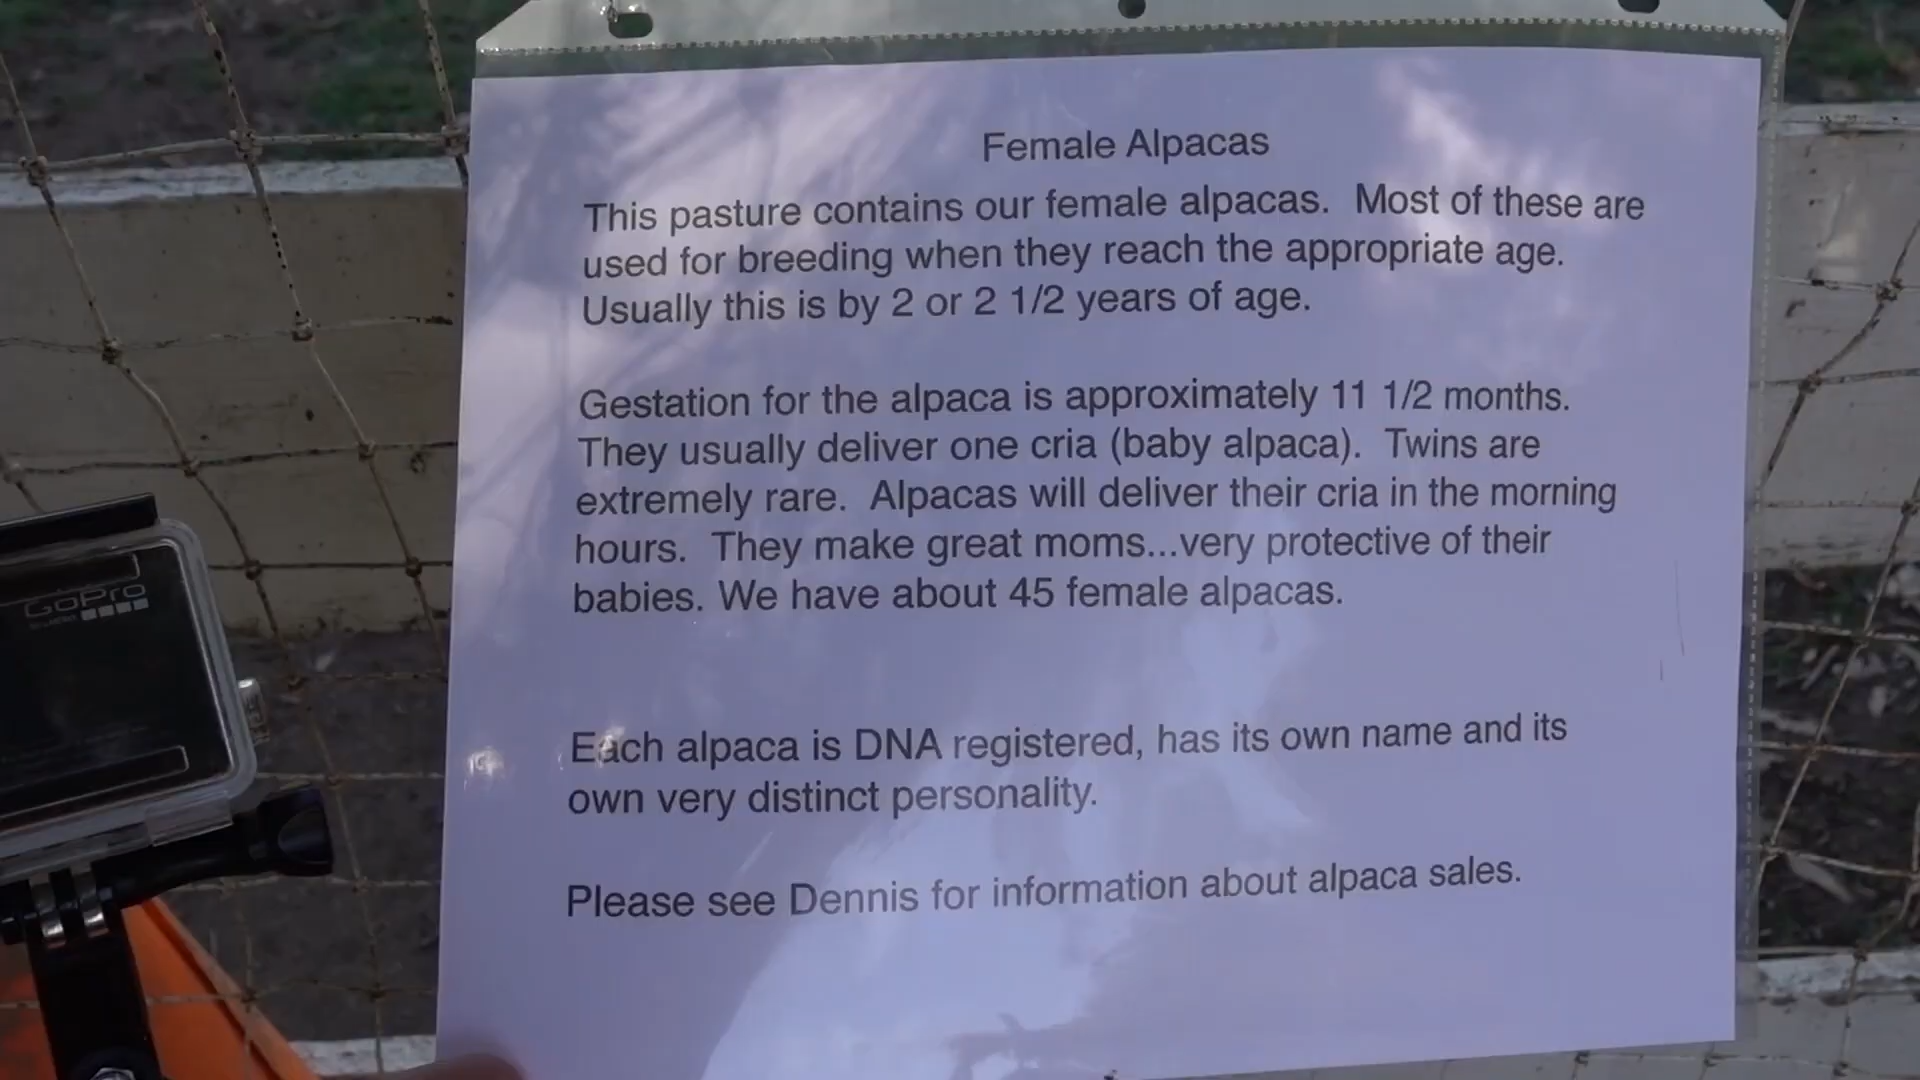 Female Alpacas
This pasture contains our female alpacas. Most of these are
used for breeding when they reach the appropriate age.
Usually this is by 2 or 2 1/2 years of age.
Gestation for the alpaca is approximately 11 1/2 months.
They usually deliver one cria (baby alpaca). Twins are
extremely rare. Alpacas will deliver their cria in the morning
hours. They make great moms...very protective of their
babies. We have about 45 female alpacas.
Each alpaca is DNA registered, has its own name and its
own very distinct personality.
Please see Dennis for information about alpaca sales.
GoPro